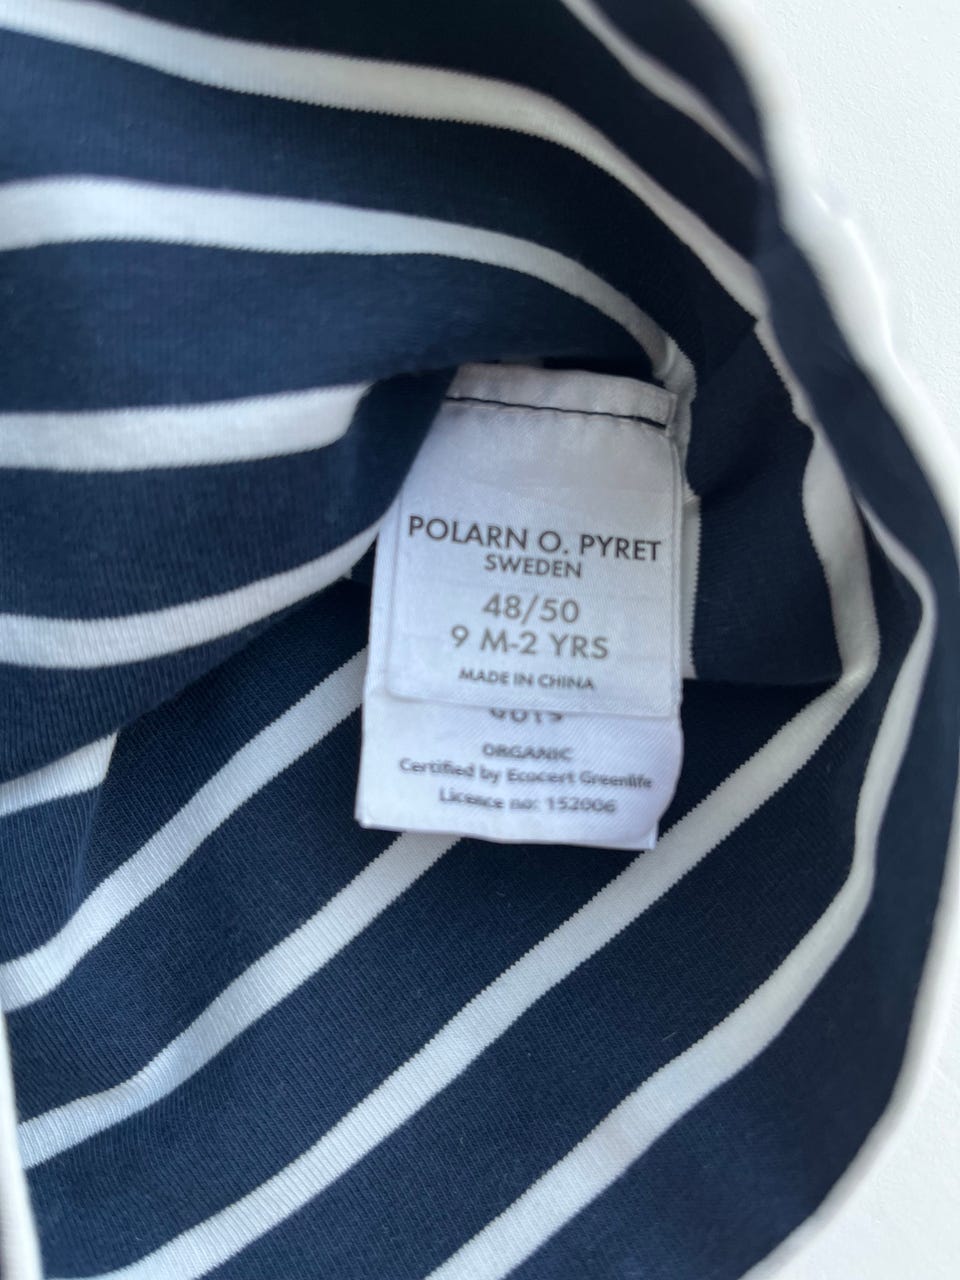 POLARN O. PYRET
SWEDEN
48/50
9 M-2 YRS
MADE IN CHINA
GOTS
ORGANIC
Certified by Ecocert Greenlife
Licence no: 152006